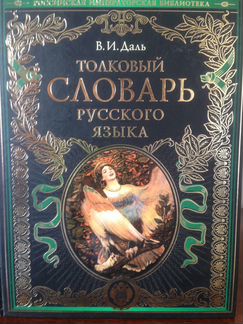 РОССИЙСКАЯ ИМПЕРАТОРСКАЯ БИБЛИОТЕКА
В. И. ДАЛЬ
ТОЛКОВЫЙ
СЛОВАРЬ
РУССКОГО
ЯЗЫКА